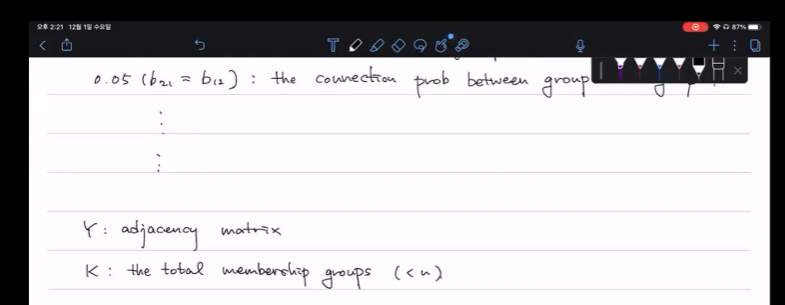 오후 2:21 12월 1일 수요일
87%
0.05 (b21 = b12) : the connection prob between group
⋮
⋮
Y : adjacency matrix
K : the total membership groups (< n)